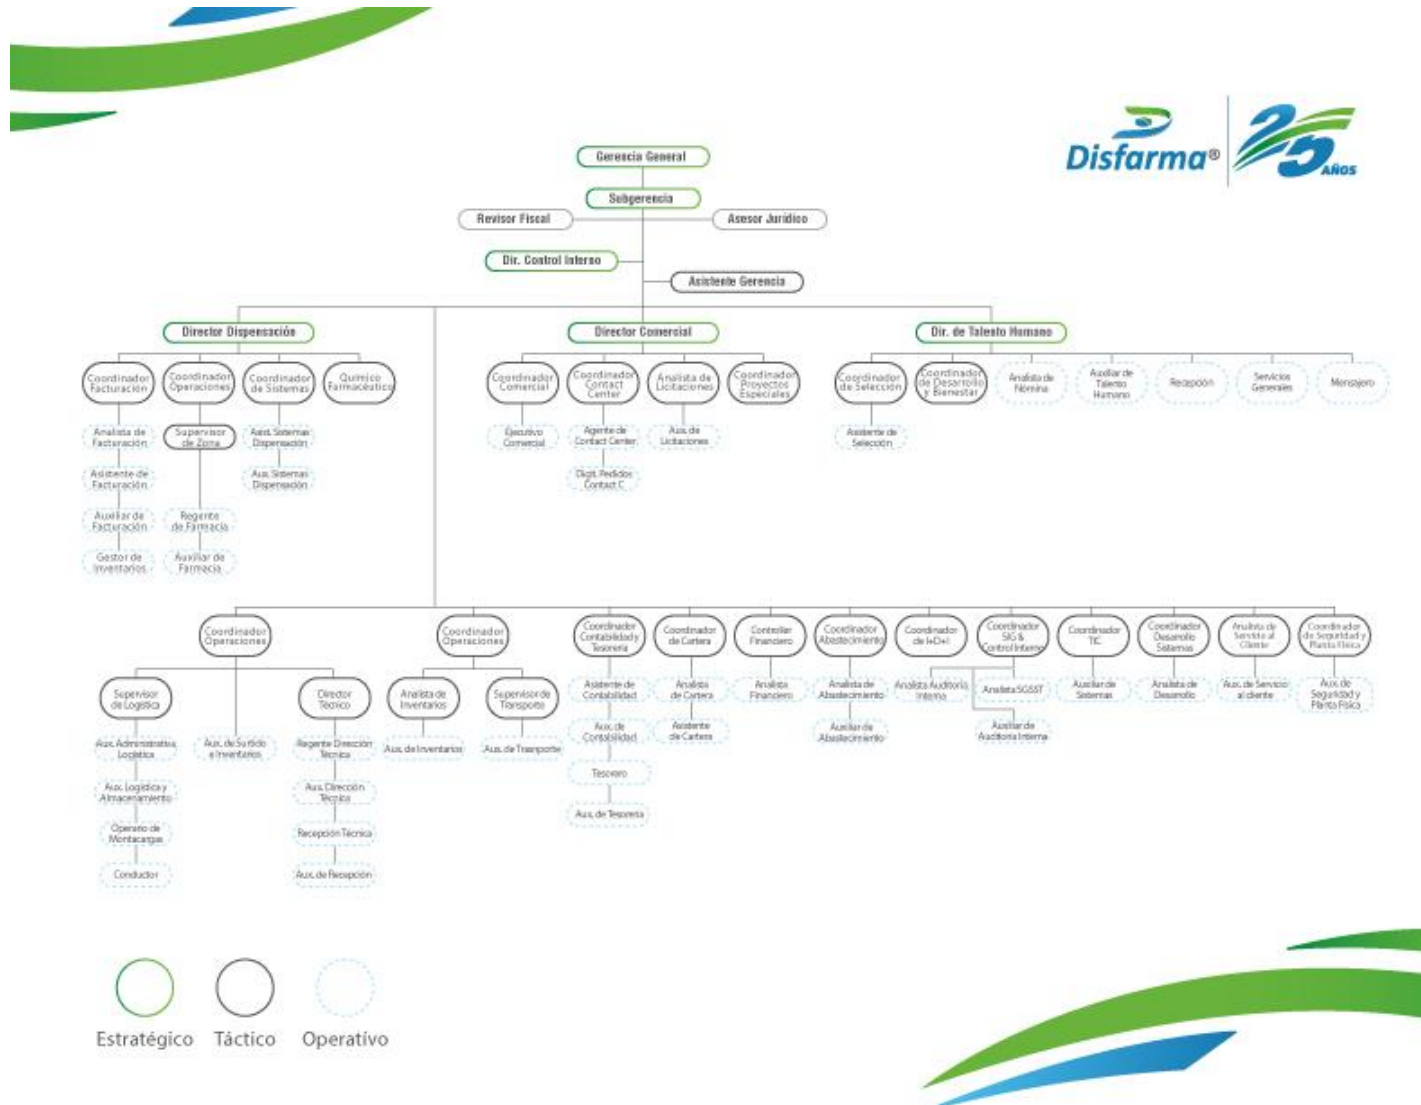 Disfarma®
25
AÑOS
Gerencia General
Subgerencia
Revisor Fiscal
Asesor Jurídico
Dir. Control Interno
Asistente Gerencia
Director Dispensación
Director Comercial
Dir. de Talento Humano
Coordinador
Facturación
Coordinador
Operaciones
Coordinador
de Sistemas
Químico
Farmacéutico
Coordinador
Comercial
Coordinador
Contact
Center
Analista de
Licitaciones
Coordinador
Proyectos
Especiales
Coordinador
de Selección
Coordinador
de Desarrollo
y Bienestar
Analista de
Nómina
Auxiliar de
Talento
Humano
Recepción
Servicios
Generales
Mensajero
Analista de
Facturación
Supervisor
de Zona
Asist. Sistemas
Dispensación
Ejecutivo
Comercial
Agente de
Contact Center
Aux. de
Licitaciones
Asistente de
Selección
Asistente de
Facturación
Aux. Sistemas
Dispensación
Digit. Pedidos
Contact C
Auxiliar de
Facturación
Regente
de Farmacia
Gestor de
Inventarios
Auxiliar de
Farmacia
Coordinador
Operaciones
Coordinador
Operaciones
Coordinador
Contabilidad y
Tesorería
Coordinador
de Cartera
Controller
Financiero
Coordinador
Abastecimiento
Coordinador
de I+D+I
Coordinador
SIG &
Control Interno
Coordinador
TIC
Coordinador
Desarrollo
Sistemas
Analista de
Servicio al
Cliente
Coordinador
de Seguridad y
Planta Física
Supervisor
de Logística
Director
Técnico
Analista de
Inventarios
Supervisor de
Transporte
Asistente de
Contabilidad
Analista
de Cartera
Analista
Financiero
Analista de
Abastecimiento
Analista Auditoría
Interna
Analista SGSST
Auxiliar de
Sistemas
Analista de
Desarrollo
Aux. de Servicio
al cliente
Aux. de
Seguridad y
Planta Física
Aux. Administrativa
Logística
Aux. de Surtido
e Inventarios
Regente Dirección
Técnica
Aux. de Inventarios
Aux. de Trasnporte
Aux. de
Contabilidad
Asistente
de Cartera
Auxiliar de
Abastecimiento
Auxiliar de
Auditoría Interna
Aux. Logística y
Almacenamiento
Aux. Dirección
Técnica
Tesorero
Operario de
Montacargas
Recepción Técnica
Aux. de Tesoreria
Conductor
Aux. de Recepción
Estratégico
Táctico
Operatívo